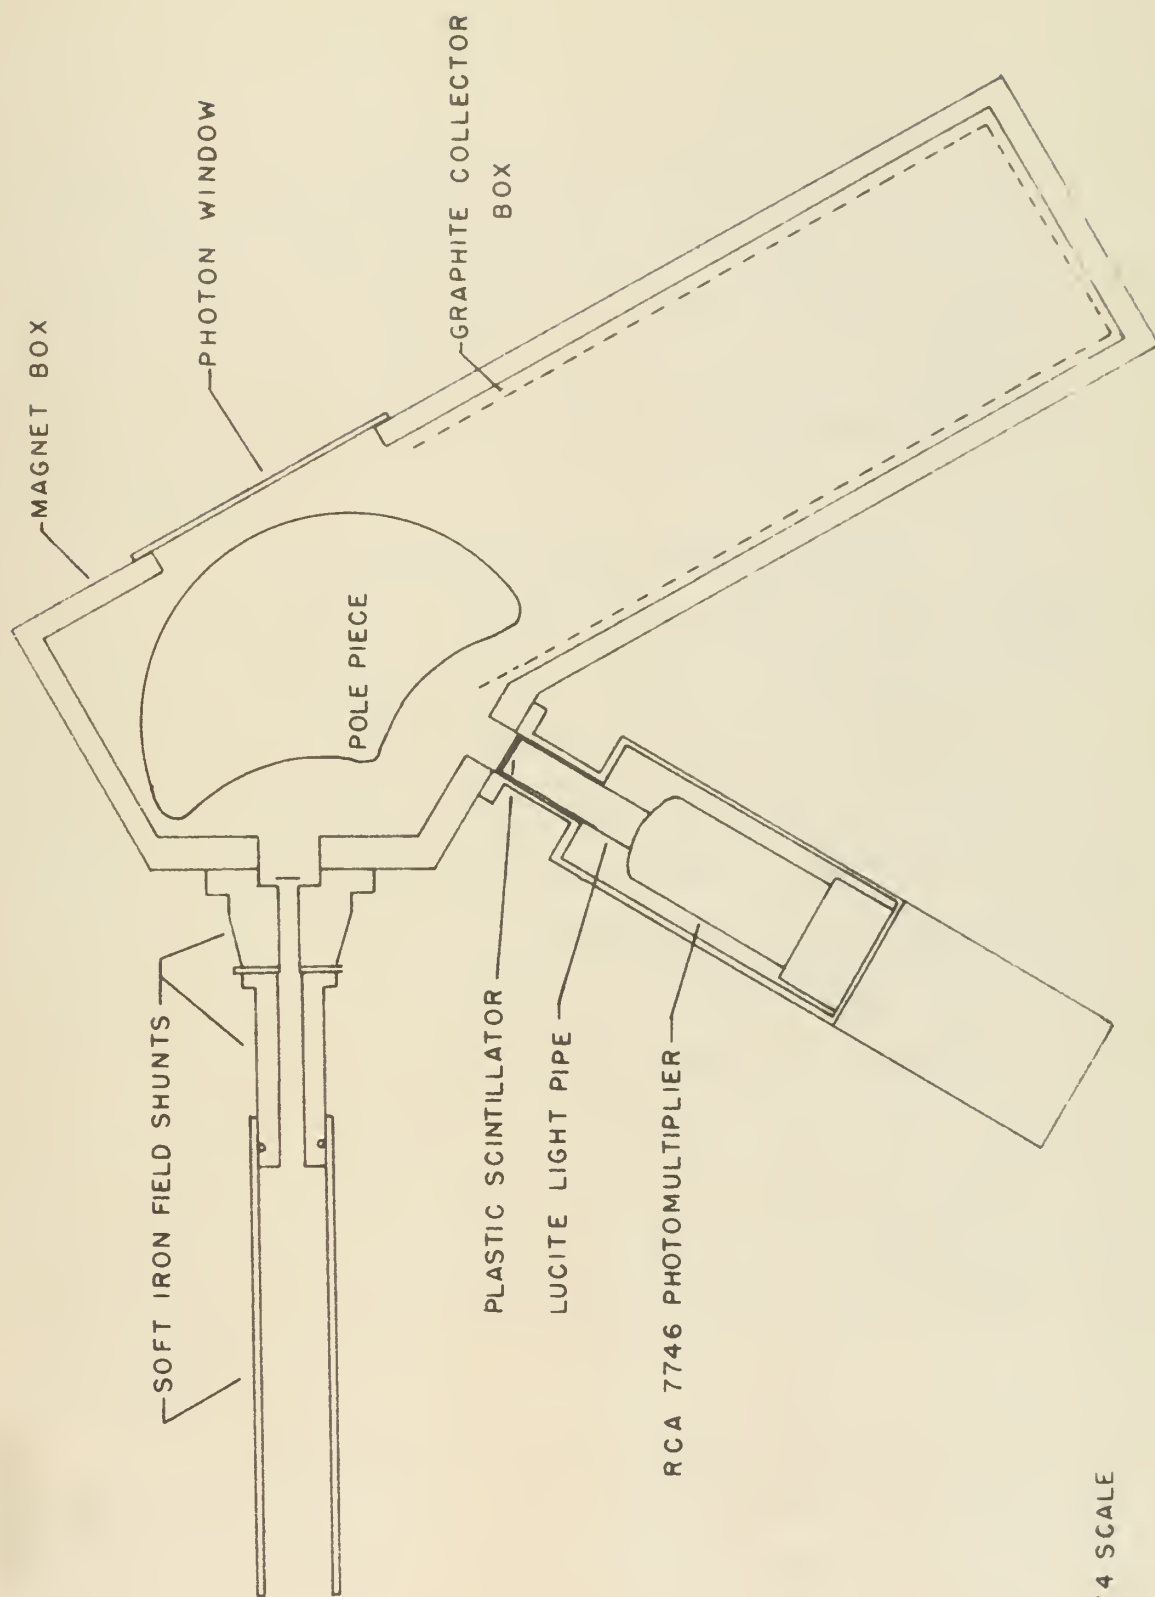 MAGNET BOX
PHOTON WINDOW
GRAPHITE COLLECTOR
BOX
POLE PIECE
SOFT IRON FIELD SHUNTS
PLASTIC SCINTILLATOR
LUCITE LIGHT PIPE
RCA 7746 PHOTOMULTIPLIER
4 SCALE